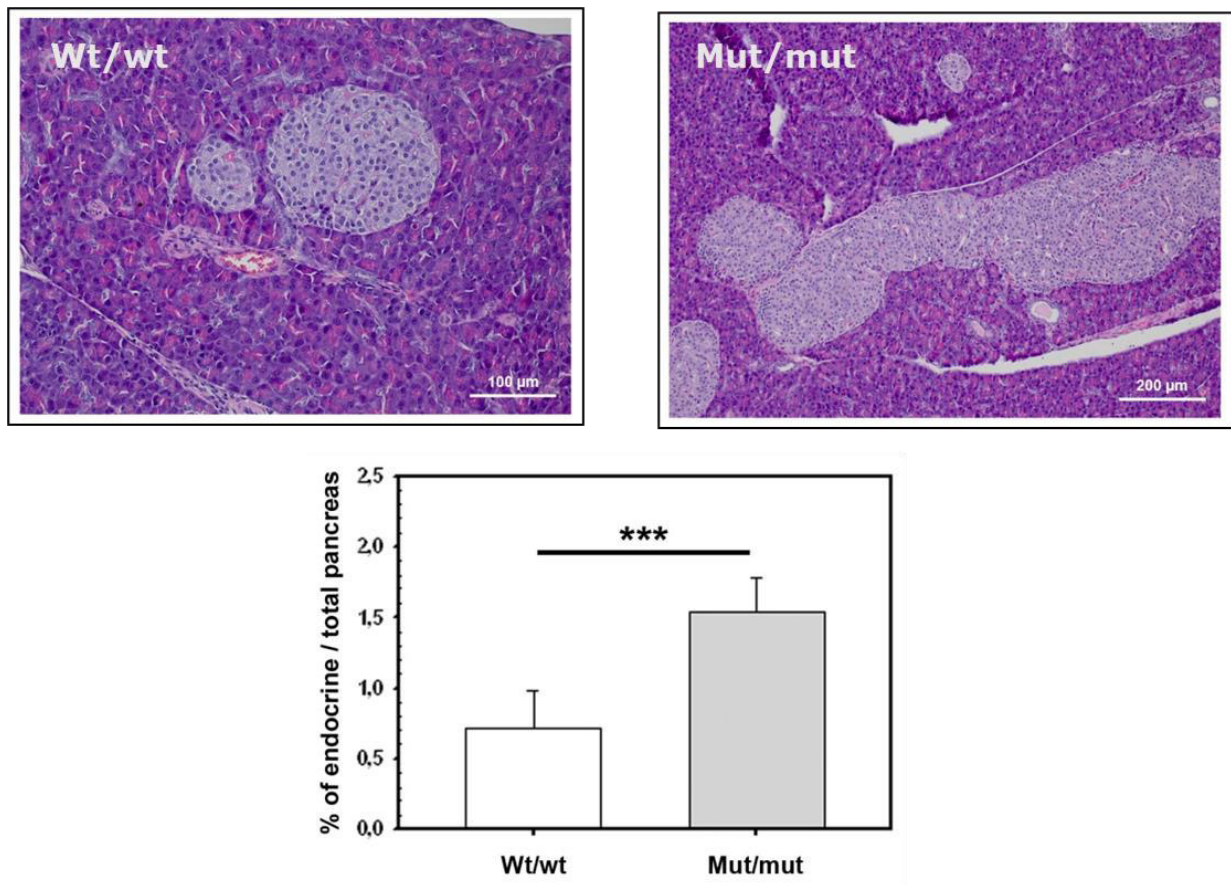 Wt/wt
100 µm
Mut/mut
200 µm
% of endocrine / total pancreas
2,5
2,0
1,5
1,0
0,5
0,0
***
Wt/wt
Mut/mut